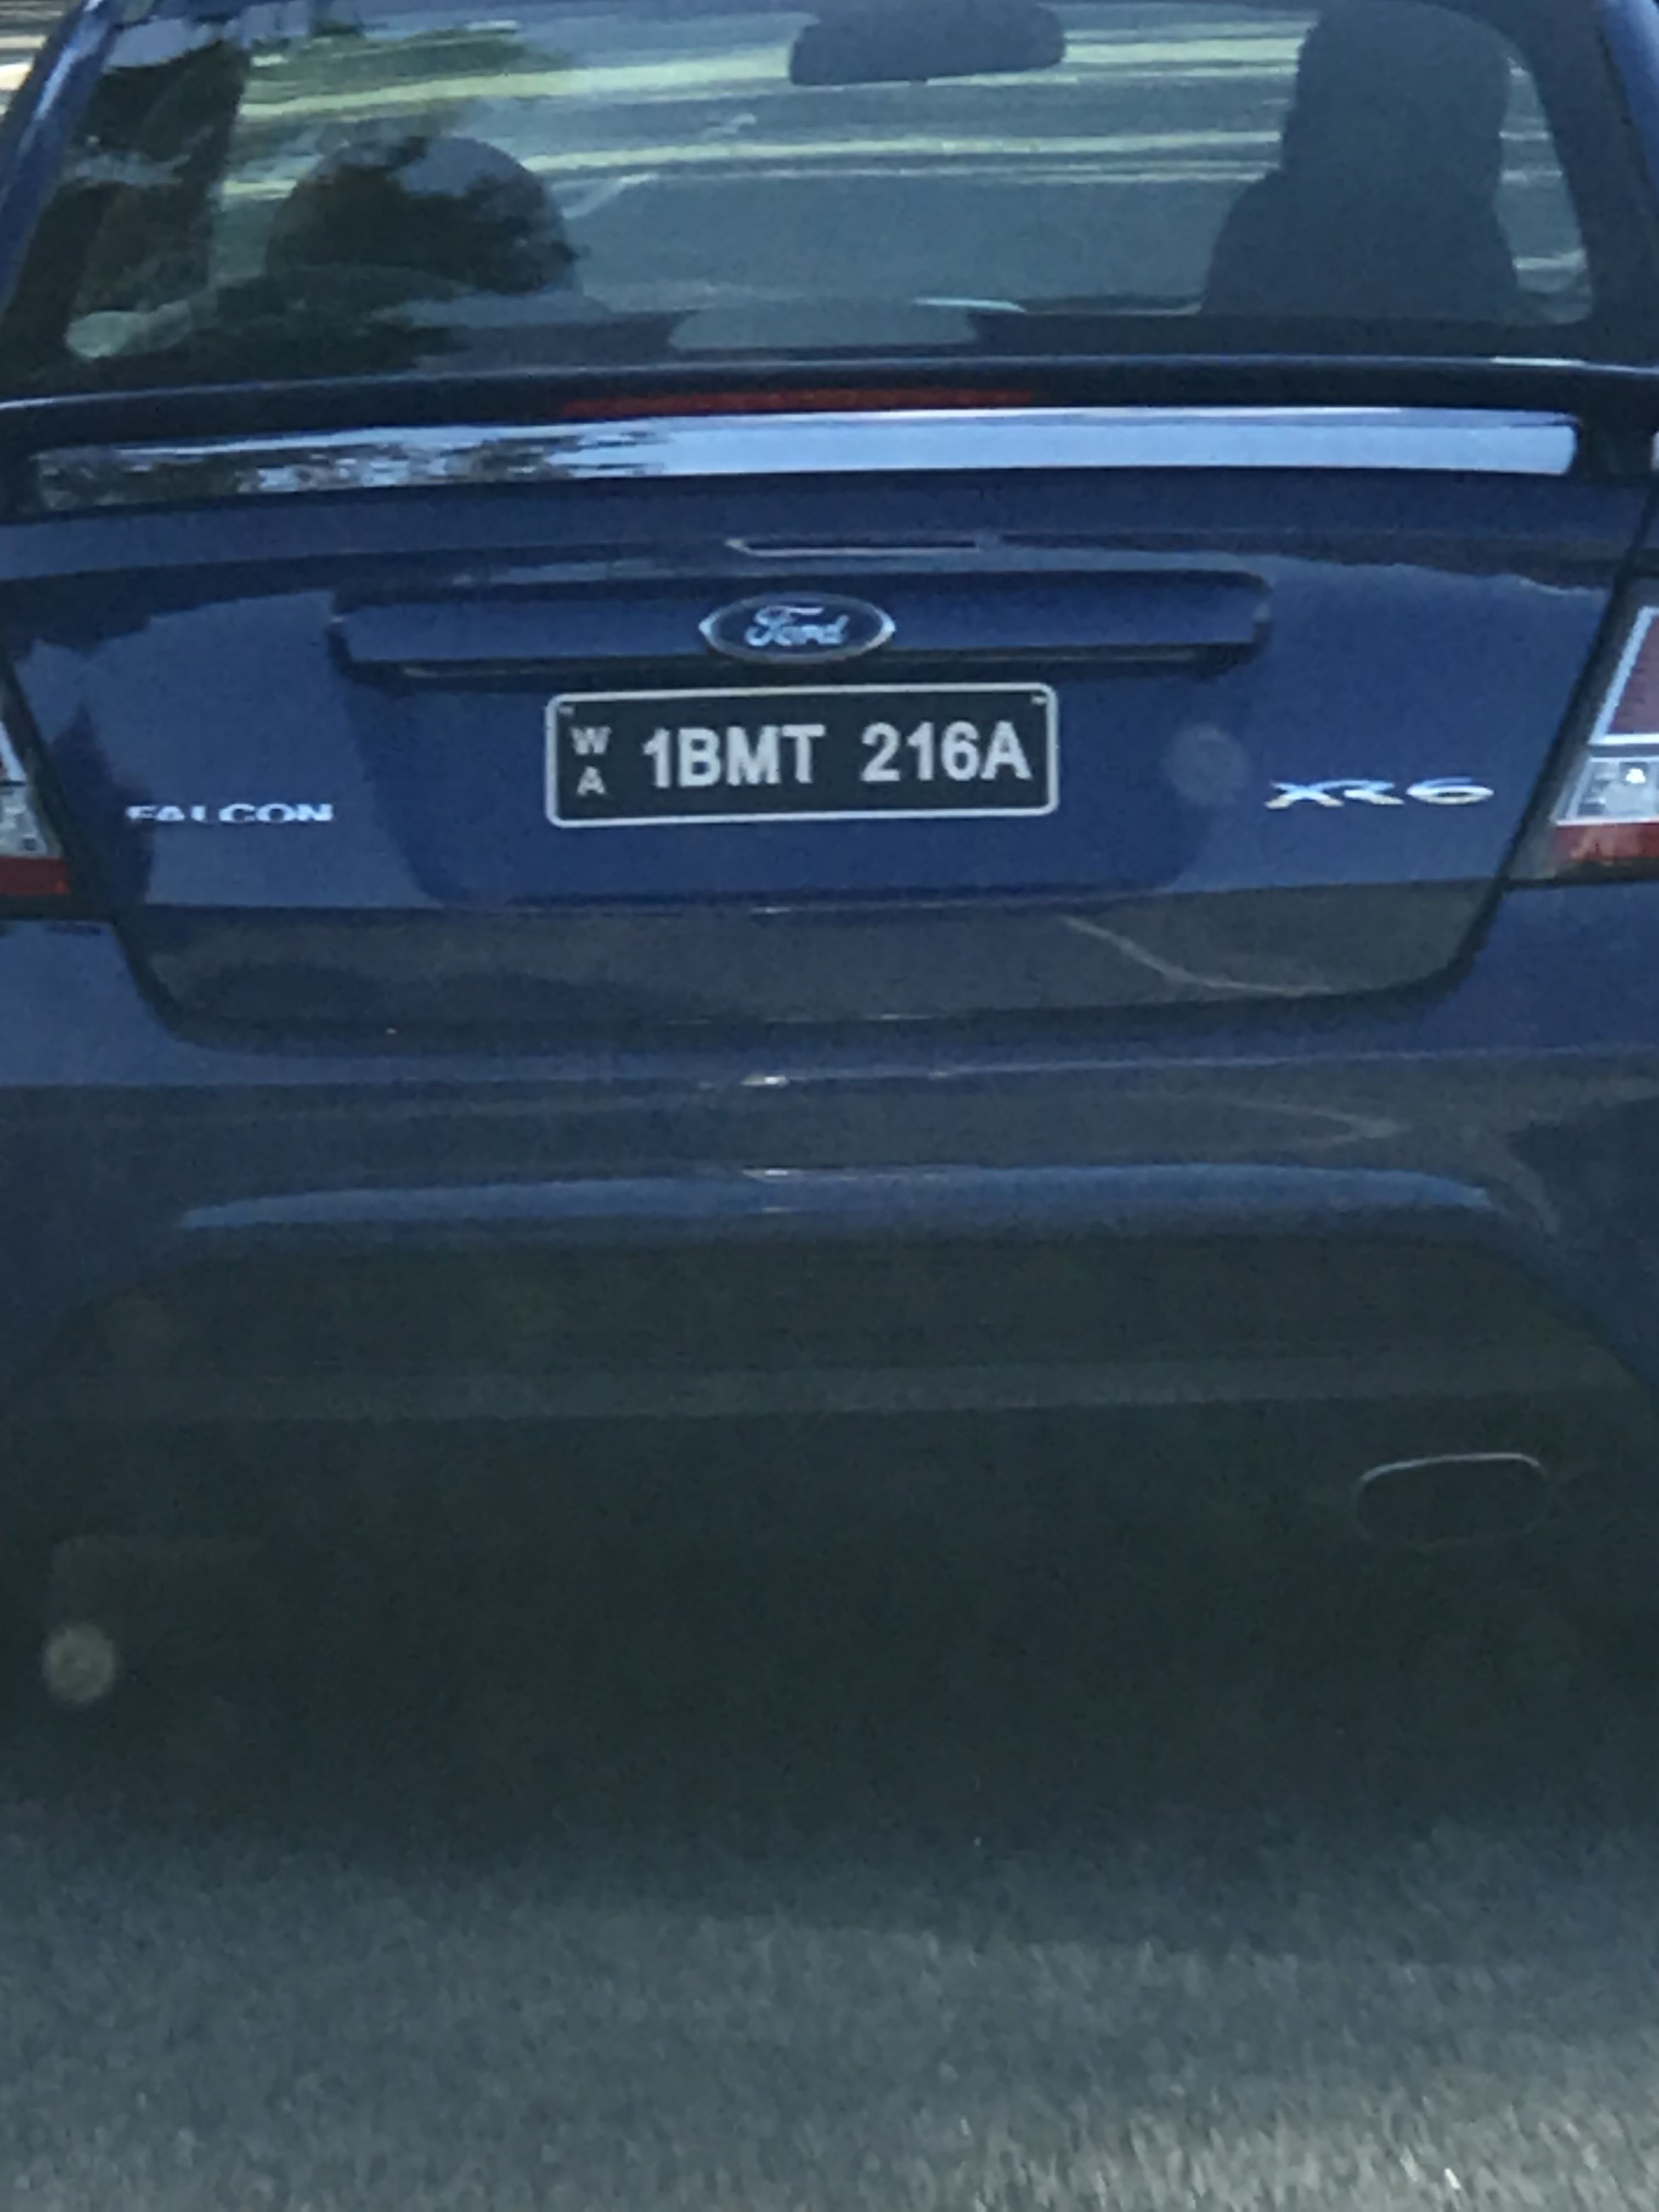 Ford
W
A
1BMT 216A
FALCON
XR6